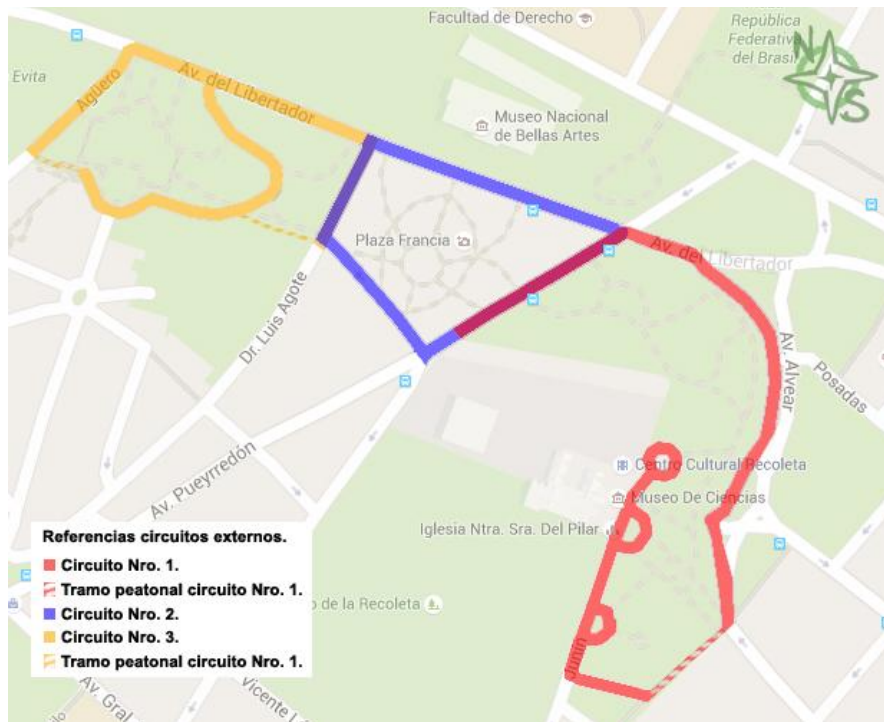 Facultad de Derecho
República
Federativa
del Brasil
N
S
Evita
Agüero
Av. del Libertador
Museo Nacional
de Bellas Artes
Plaza Francia
Av. del Libertador
Dr. Luis Agote
Av. Alvear
Posadas
Av. Pueyrredón
Centro Cultural Recoleta
Museo De Ciencias
Iglesia Ntra. Sra. Del Pilar
Referencias circuitos externos.
Circuito Nro. 1.
Tramo peatonal circuito Nro. 1.
Circuito Nro. 2.
Circuito Nro. 3.
Tramo peatonal circuito Nro. 1.
o de la Recoleta
Junín
Av. Gral
Vicente L